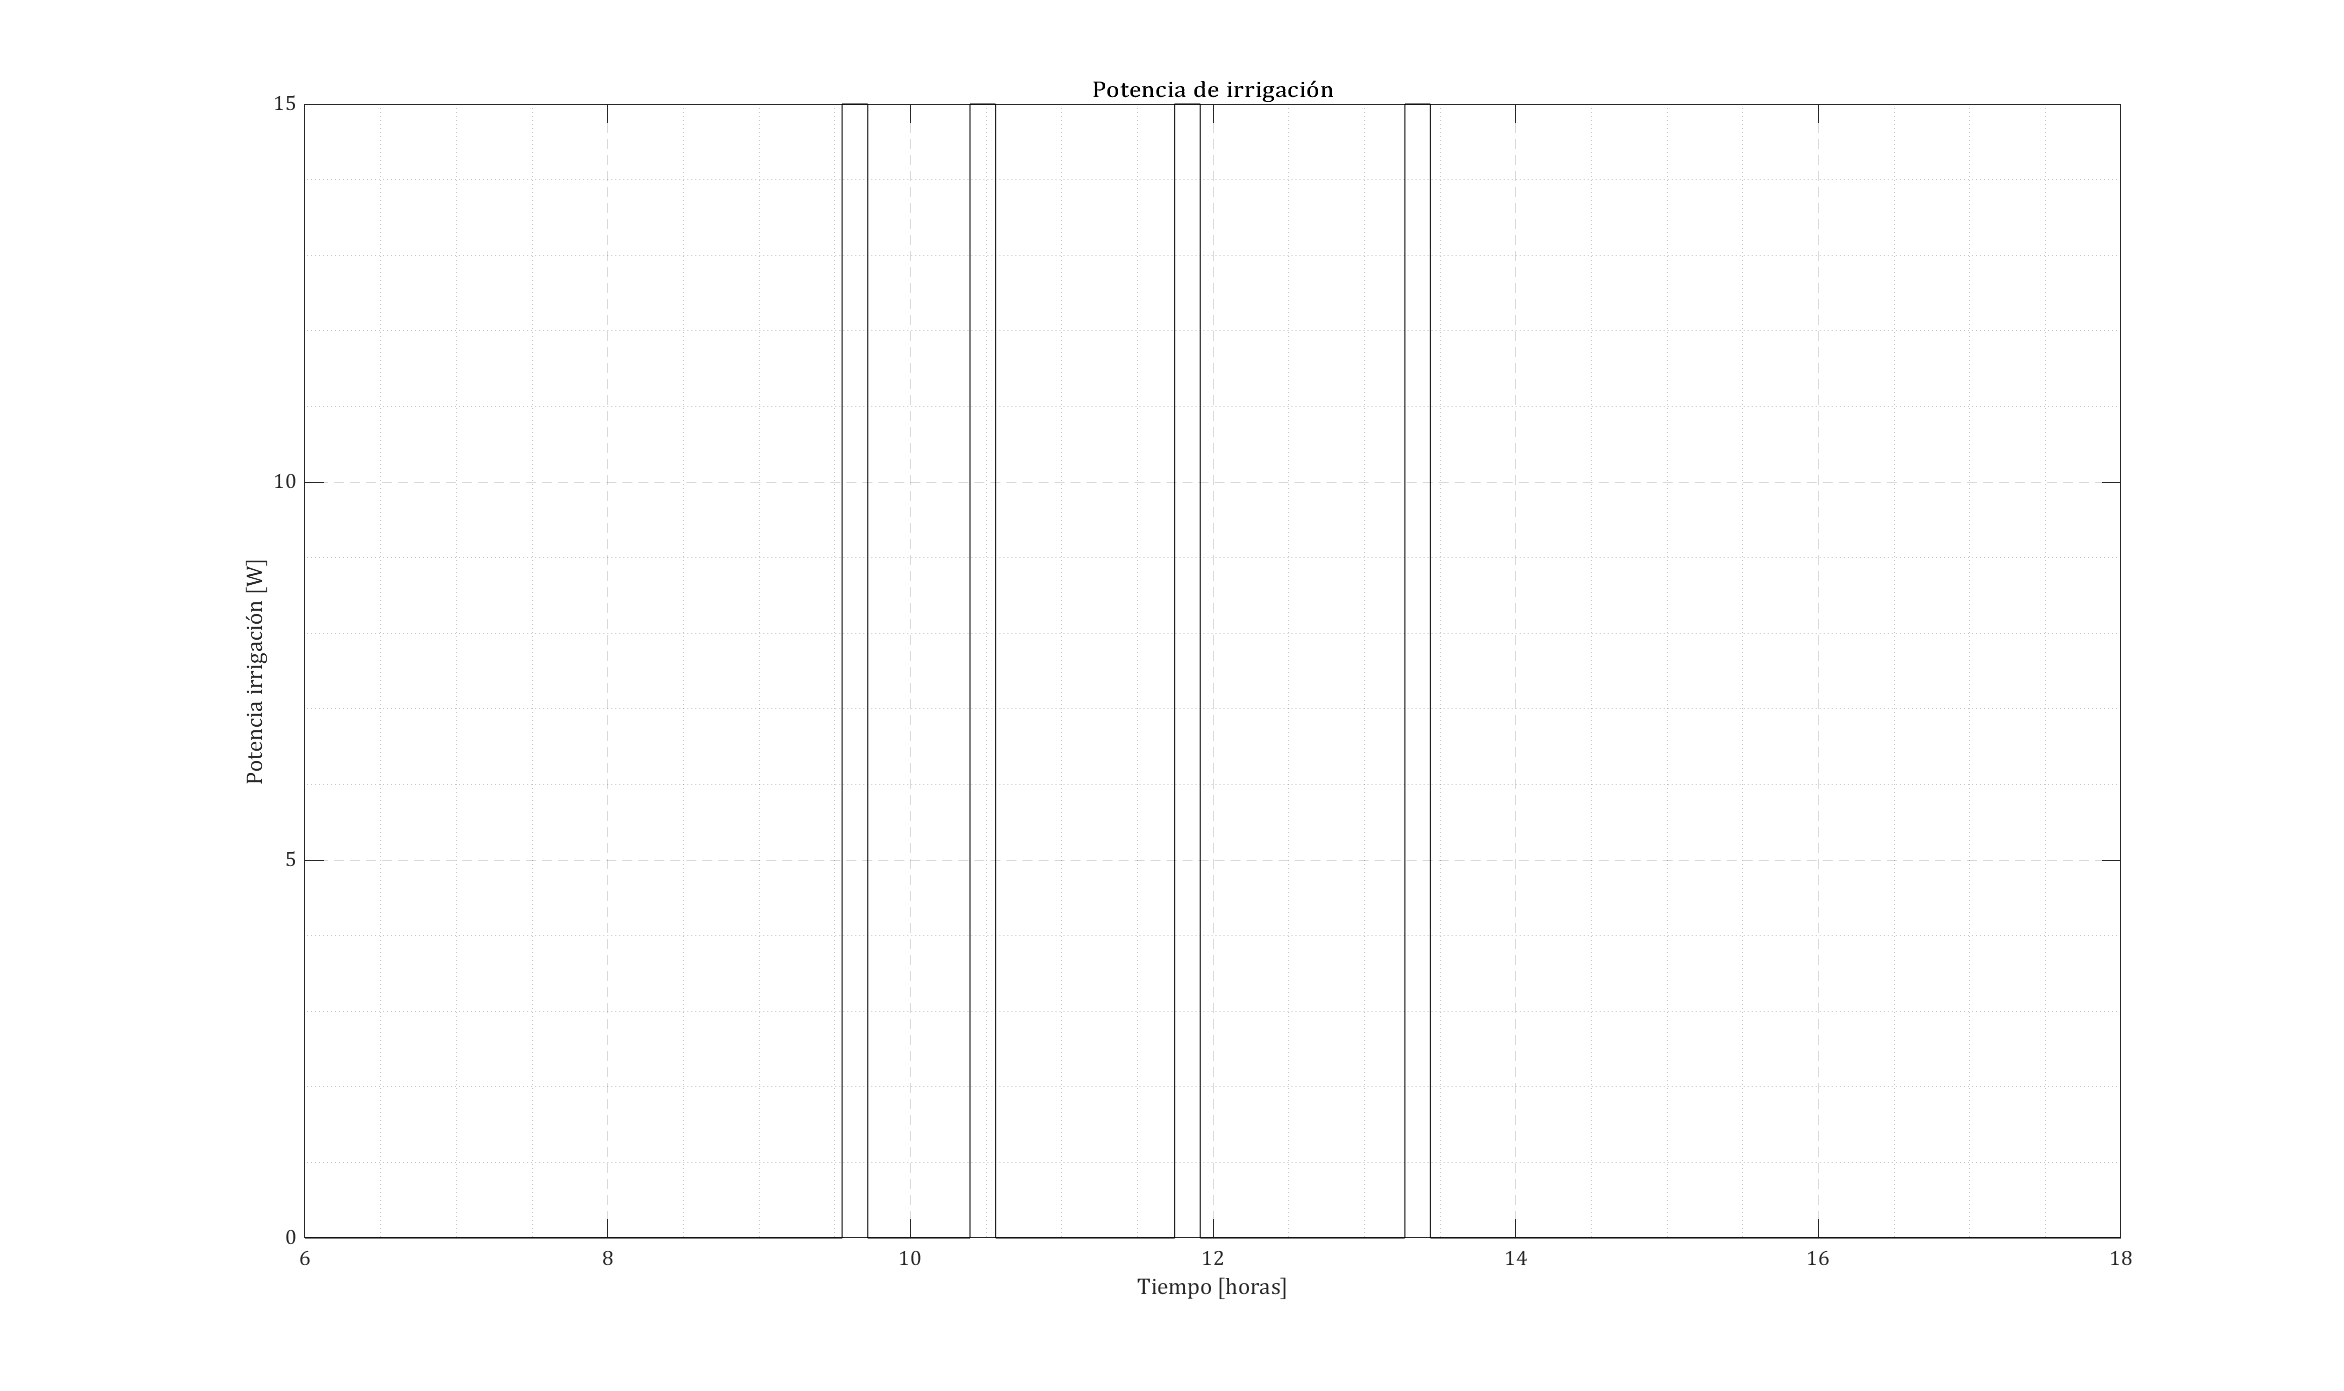 Potencia de irrigación
15
10
5
0
Potencia irrigación [W]
6 8 10 12 14 16 18
Tiempo [horas]